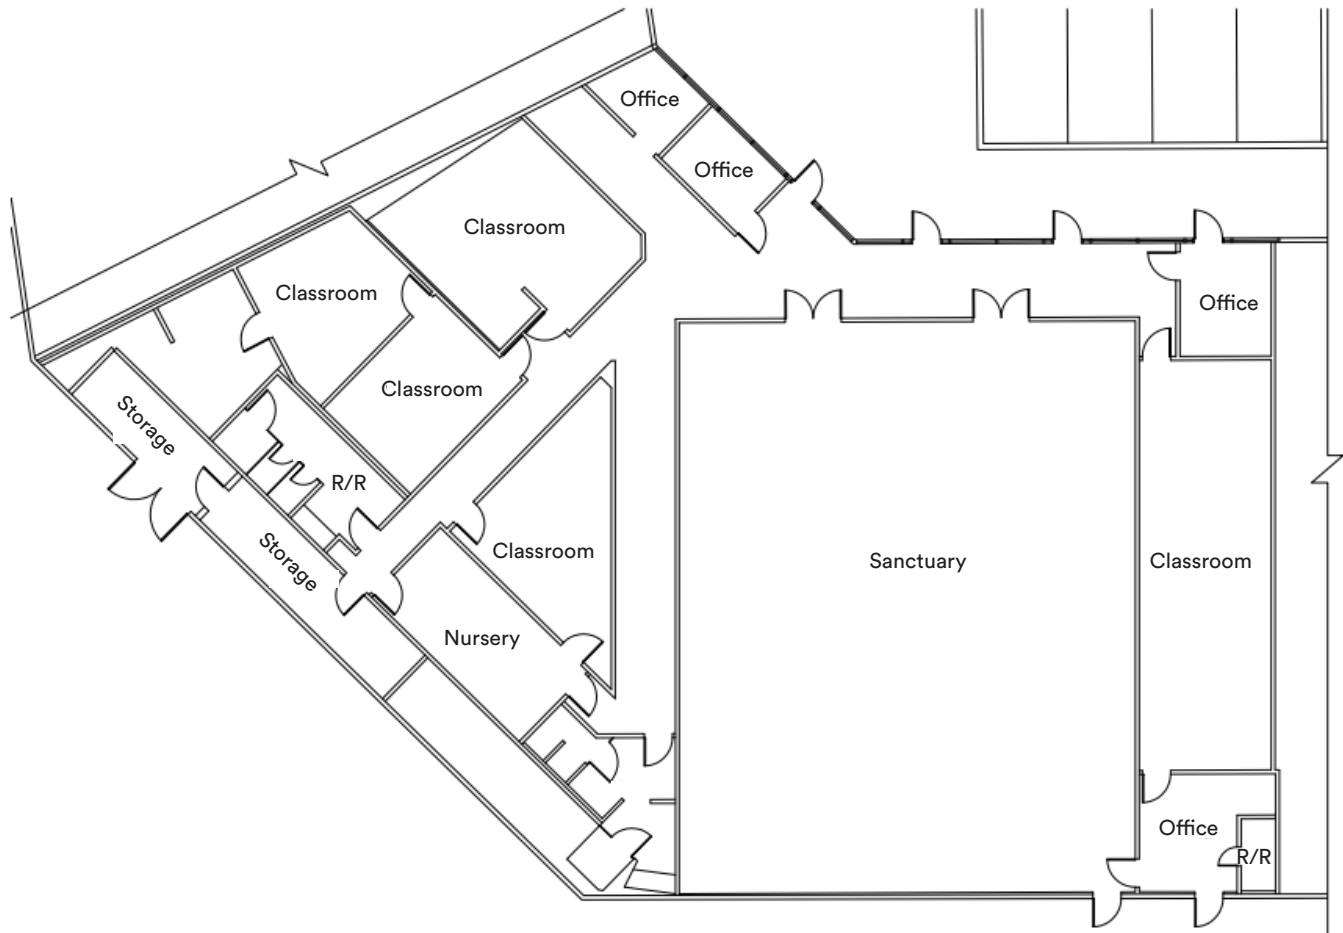 Office
Office
Classroom
Classroom
Office
Classroom
Storage
R/R
Classroom
Sanctuary
Classroom
Storage
Nursery
Office
R/R